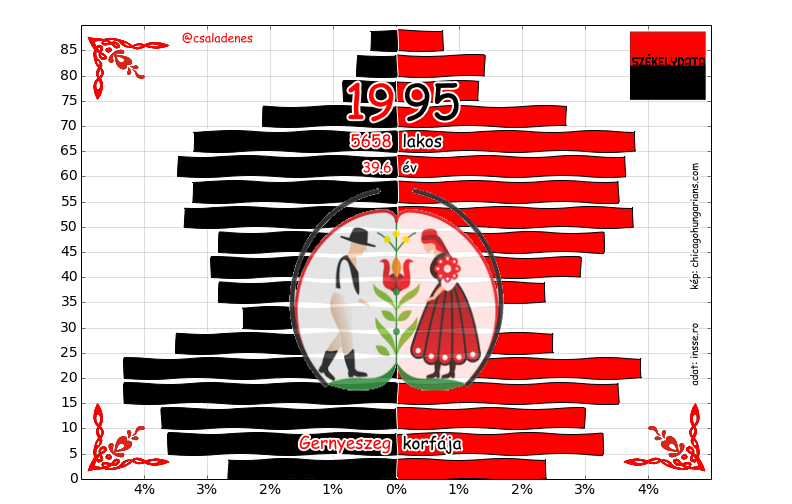 @csaladenes
SZÉKELYDATA
1995
5658 lakos
39.6 év
kép: chicagohungarians.com
adat: insse.ro
Gernyeszeg korfája
85
80
75
70
65
60
55
50
45
40
35
30
25
20
15
10
5
0
4% 3% 2% 1% 0% 1% 2% 3% 4%